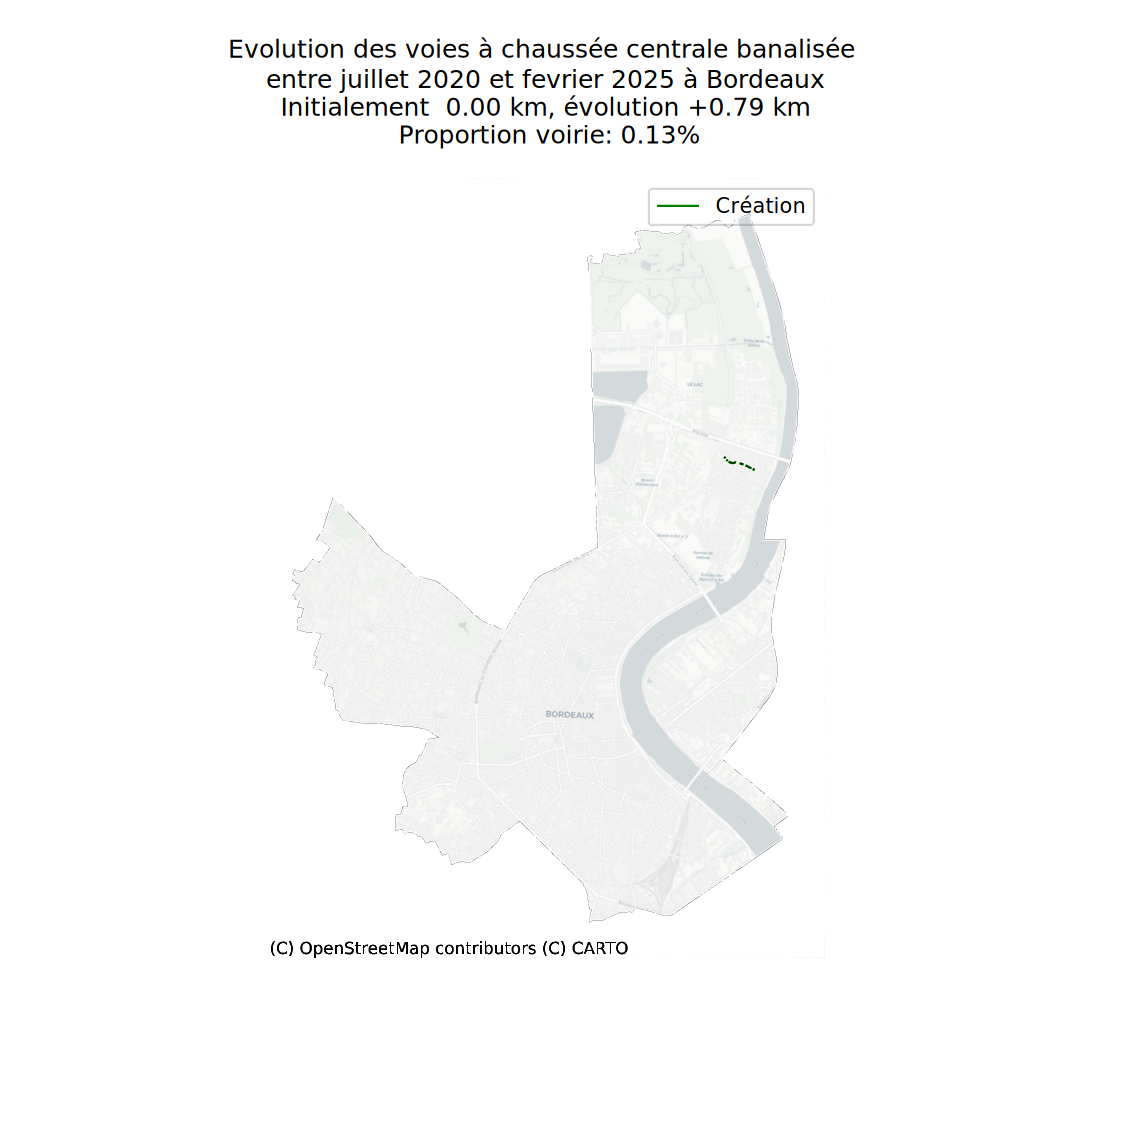 Evolution des voies à chaussée centrale banalisée
entre juillet 2020 et fevrier 2025 à Bordeaux
Initialement  0.00 km, évolution +0.79 km
Proportion voirie: 0.13%
Création
LE LAC
BORDEAUX
(C) OpenStreetMap contributors (C) CARTO